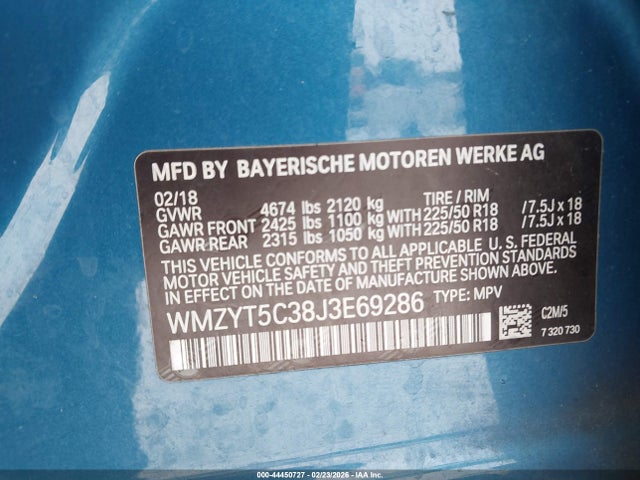 MFD BY BAYERISCHE MOTOREN WERKE AG
02/18 TIRE / RIM
GVWR 4674 lbs 2120 kg
GAWR FRONT 2425 lbs 1100 kg WITH 225/50 R18 /7.5J x 18
GAWR REAR 2315 lbs 1050 kg WITH 225/50 R18 /7.5J x 18
THIS VEHICLE CONFORMS TO ALL APPLICABLE U. S. FEDERAL
MOTOR VEHICLE SAFETY, AND THEFT PREVENTION STANDARDS
IN EFFECT ON THE DATE OF MANUFACTURE SHOWN ABOVE.
WMZYT5C38J3E69286 TYPE: MPV
C2M/5
7 320 730
000-44450727 - 02/23/2026 - IAAI.COM